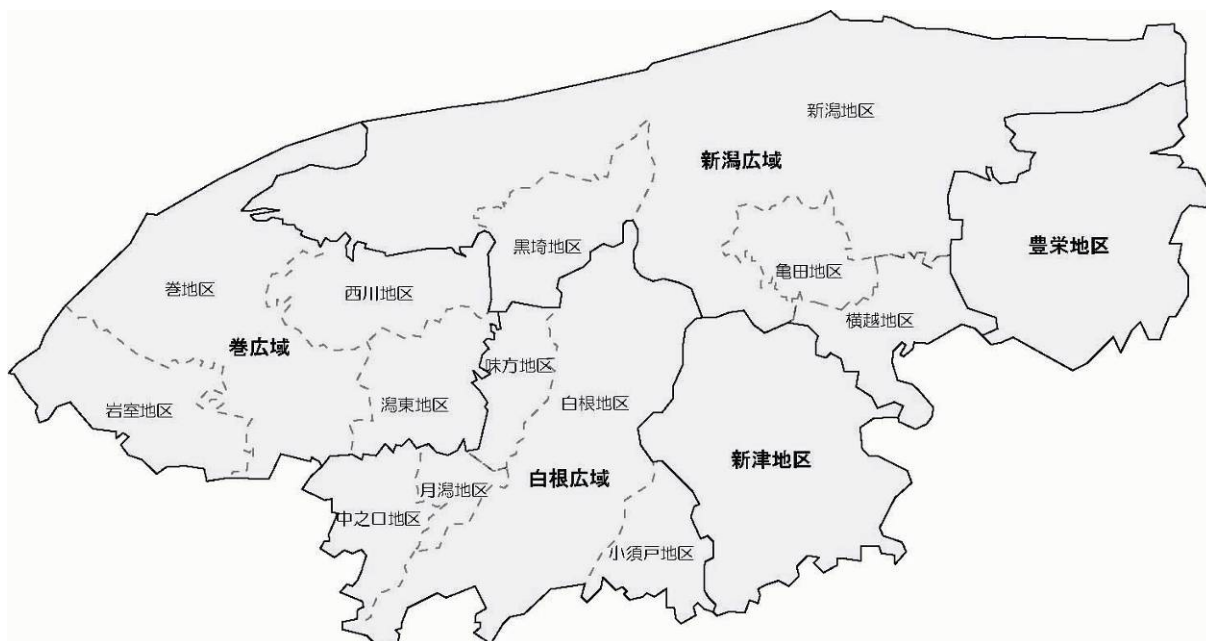 新潟地区
新潟広域
黒埼地区
豊栄地区
亀田地区
巻地区
西川地区
横越地区
巻広域
味方地区
白根地区
潟東地区
岩室地区
新津地区
白根広域
月潟地区
中之口地区
小須戸地区